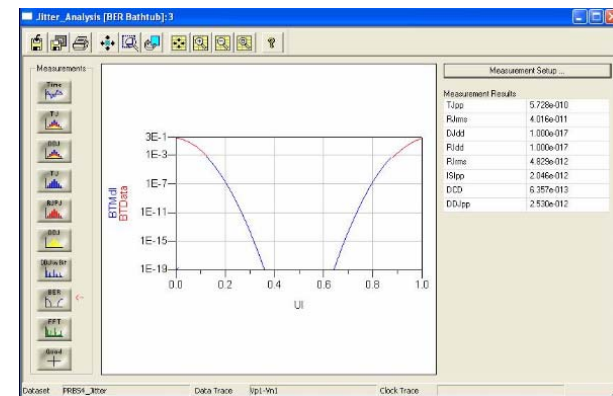 Jitter_Analysis [BER Bathtub]:3
Measurements
Time
TJ
DDJ
TJ
RJPJ
DDJ
BER
FFT
Measurement Setup ...
Measurement Results
TJpp 5.728e-010
RJrms 4.016e-011
DJdd 1.000e-017
RJdd 1.000e-017
PJrms 4.829e-012
ISIpp 2.046e-012
DCD 6.357e-013
DDJpp 2.530e-012
BTMdl
BTData
3E-1
1E-3
1E-7
1E-11
1E-15
1E-19
0.0 0.2 0.4 0.6 0.8 1.0
UI
Dataset PRBS4_Jitter Data Trace Vp1-Vn1 Clock Trace